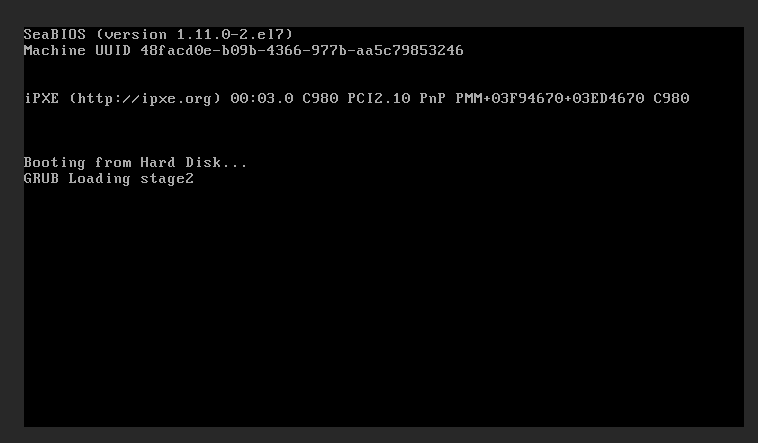 SeaBIOS (version 1.11.0-2.el7)
Machine UUID 48facd0e-b09b-4366-977b-aa5c79853246
iPXE (http://ipxe.org) 00:03.0 C980 PCI2.10 PnP PMM+03F94670+03ED4670 C980
Booting from Hard Disk...
GRUB Loading stage2